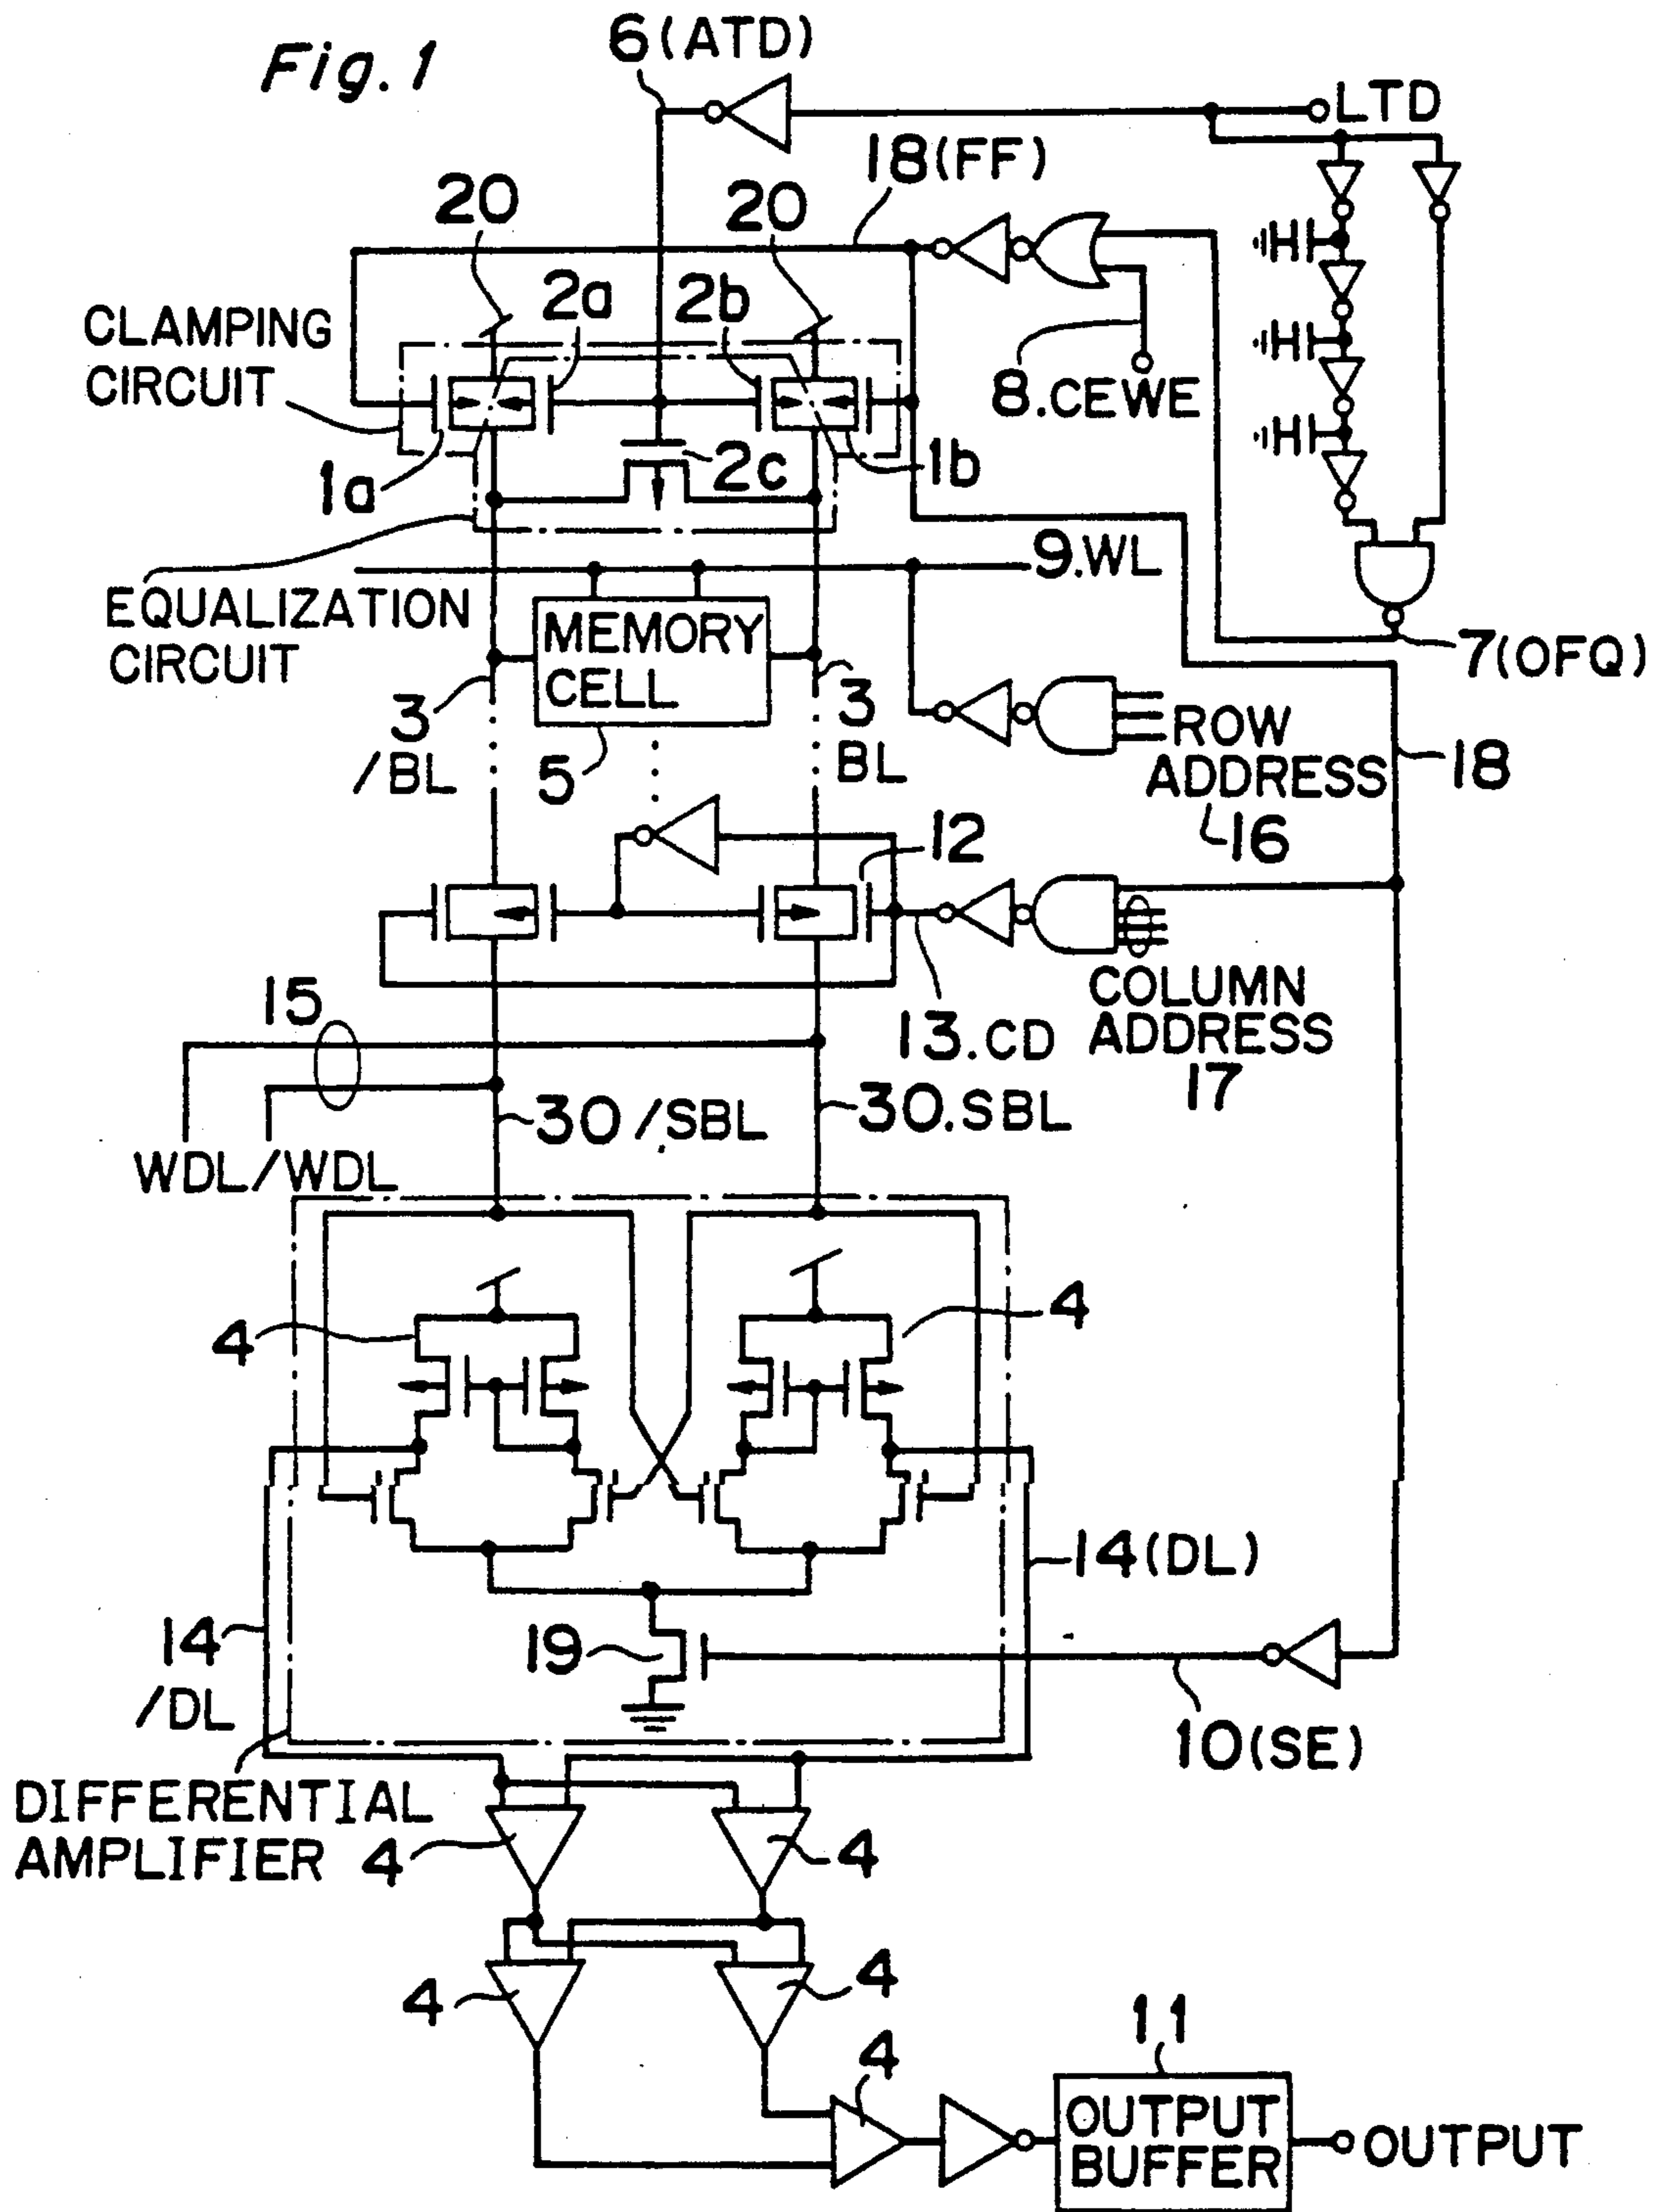 Fig. 1
6(ATD)
LTD
18(FF)
20
20
2a
2b
CLAMPING
CIRCUIT
8.CEWE
1a
2c
1b
9.WL
EQUALIZATION
CIRCUIT
MEMORY
CELL
7(OFQ)
3
/BL
5
3
BL
ROW
ADDRESS
16
18
12
15
13.CD
COLUMN
ADDRESS
17
30/SBL
30.SBL
WDL/WDL
4
4
14(DL)
14
/DL
19
10(SE)
DIFFERENTIAL
AMPLIFIER
4
4
4
4
4
11
OUTPUT
BUFFER
OUTPUT